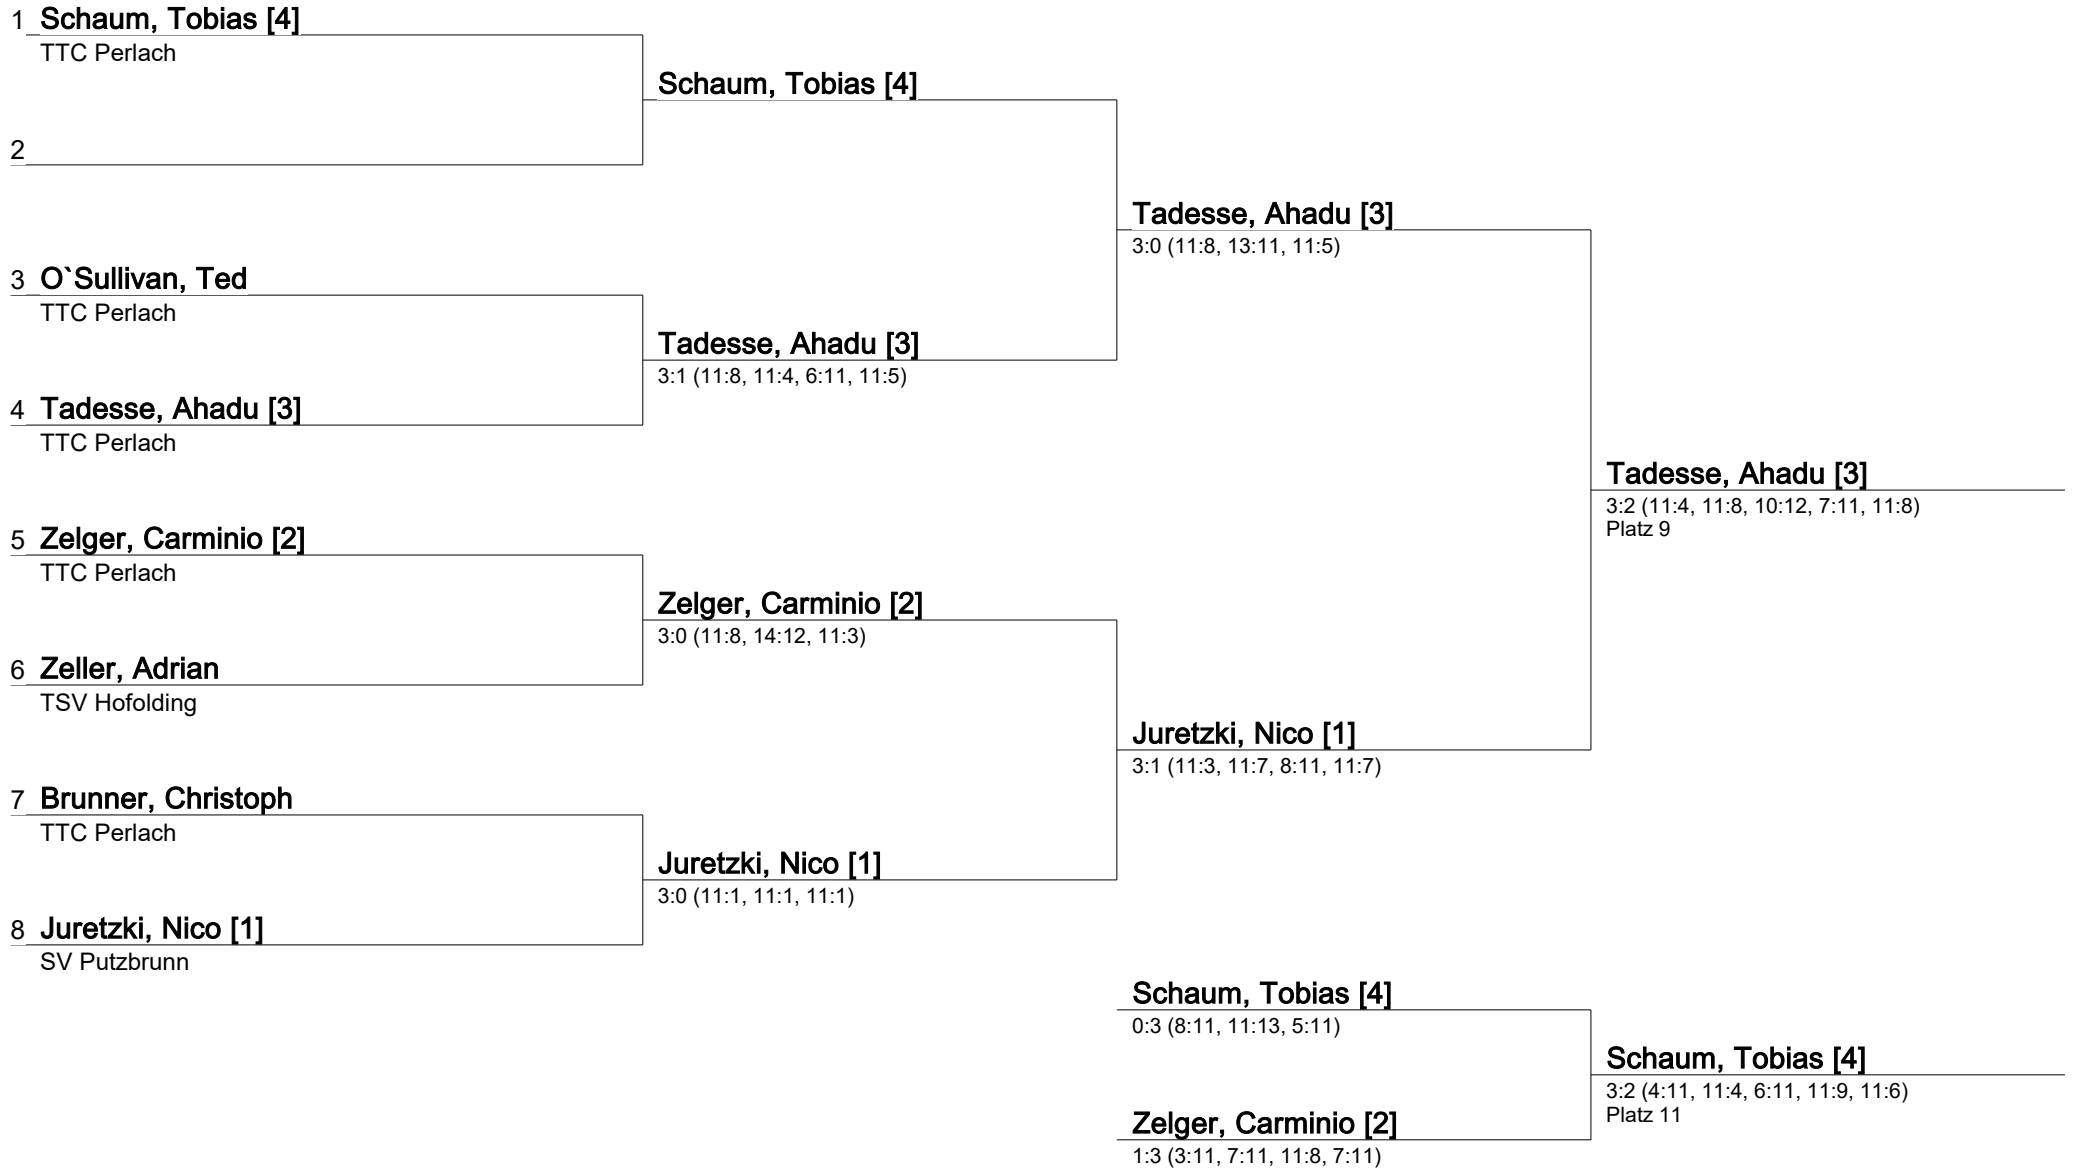 1 Schaum, Tobias [4]
TTC Perlach
Schaum, Tobias [4]
2
Tadesse, Ahadu [3]
3:0 (11:8, 13:11, 11:5)
3 O`Sullivan, Ted
TTC Perlach
Tadesse, Ahadu [3]
3:1 (11:8, 11:4, 6:11, 11:5)
4 Tadesse, Ahadu [3]
TTC Perlach
Tadesse, Ahadu [3]
3:2 (11:4, 11:8, 10:12, 7:11, 11:8)
Platz 9
5 Zelger, Carminio [2]
TTC Perlach
Zelger, Carminio [2]
3:0 (11:8, 14:12, 11:3)
6 Zeller, Adrian
TSV Hofolding
Juretzki, Nico [1]
3:1 (11:3, 11:7, 8:11, 11:7)
7 Brunner, Christoph
TTC Perlach
Juretzki, Nico [1]
3:0 (11:1, 11:1, 11:1)
8 Juretzki, Nico [1]
SV Putzbrunn
Schaum, Tobias [4]
0:3 (8:11, 11:13, 5:11)
Schaum, Tobias [4]
3:2 (4:11, 11:4, 6:11, 11:9, 11:6)
Platz 11
Zelger, Carminio [2]
1:3 (3:11, 7:11, 11:8, 7:11)